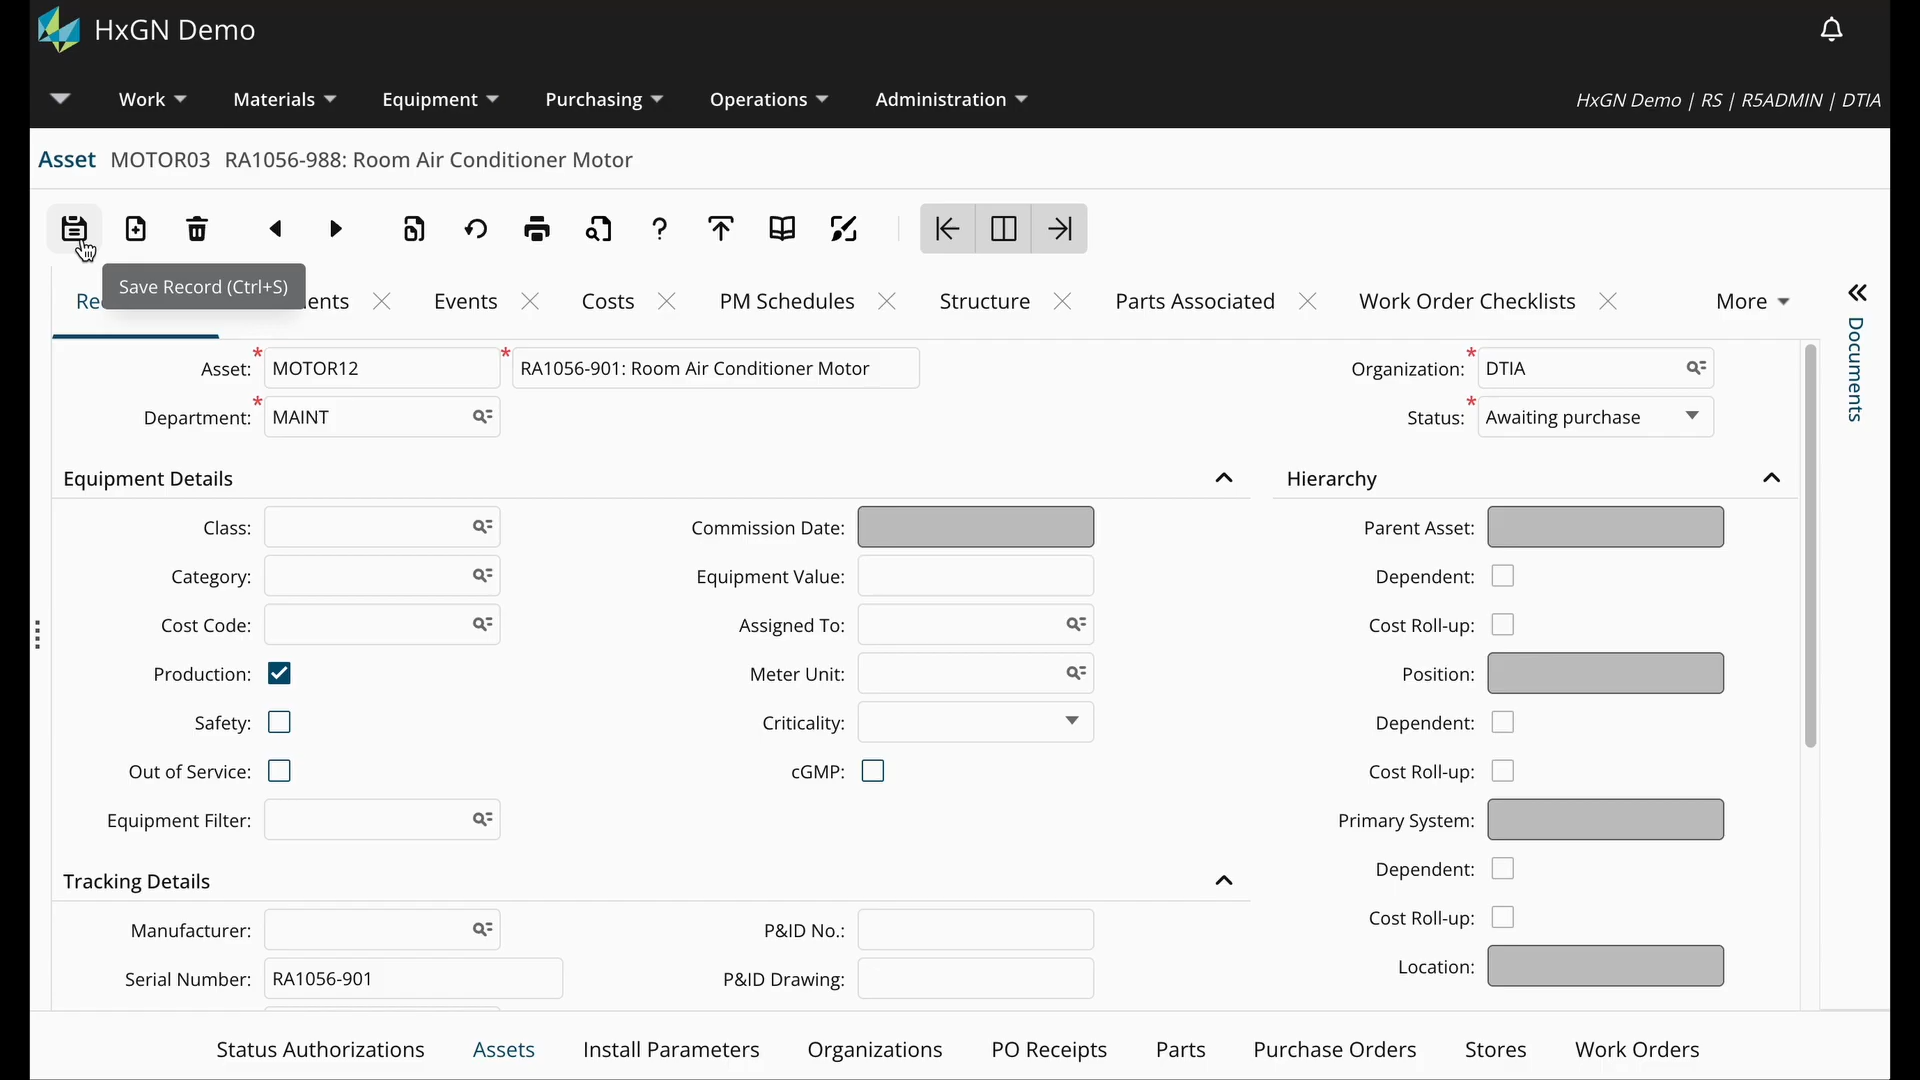 HxGN Demo
Work Materials Equipment Purchasing Operations Administration HxGN Demo | RS | R5ADMIN | DTIA
Asset MOTOR03 RA1056-988: Room Air Conditioner Motor
Save Record (Ctrl+S)
Events Costs PM Schedules Structure Parts Associated Work Order Checklists More
Documents
Asset: * MOTOR12 * RA1056-901: Room Air Conditioner Motor Organization: * DTIA
Department: * MAINT Status: * Awaiting purchase
Equipment Details Hierarchy
Class: Commission Date: Parent Asset:
Category: Equipment Value: Dependent:
Cost Code: Assigned To: Cost Roll-up:
Production: Meter Unit: Position:
Safety: Criticality: Dependent:
Out of Service: cGMP: Cost Roll-up:
Equipment Filter: Primary System:
Dependent:
Tracking Details
Cost Roll-up:
Manufacturer: P&ID No.:
Location:
Serial Number: RA1056-901 P&ID Drawing:
Status Authorizations Assets Install Parameters Organizations PO Receipts Parts Purchase Orders Stores Work Orders